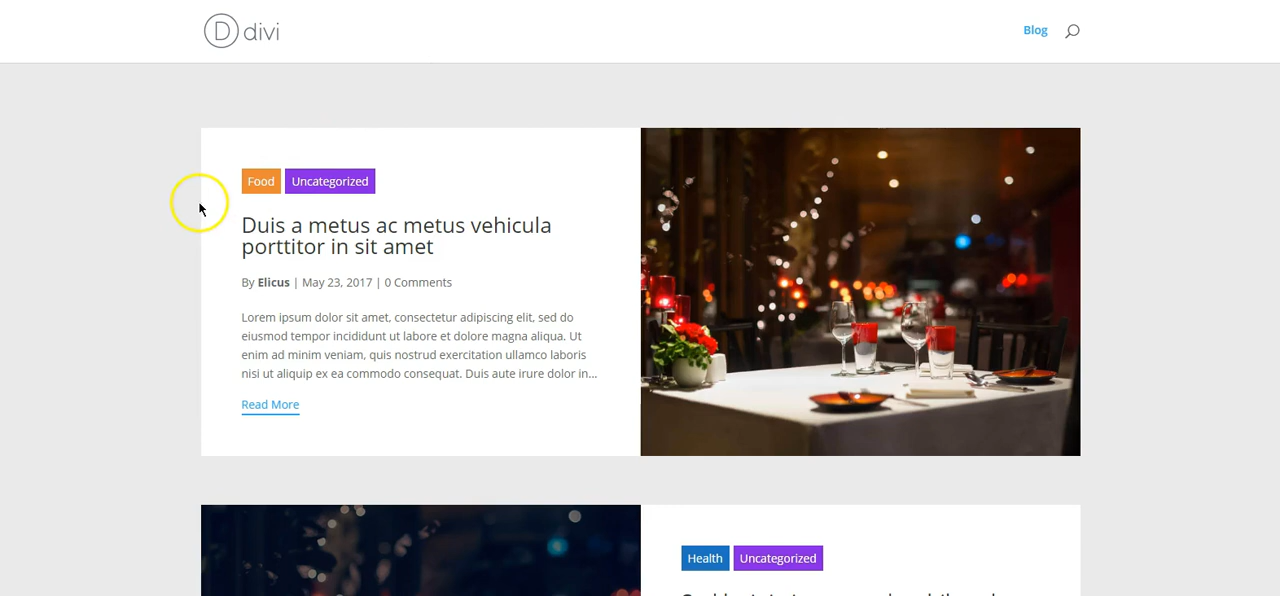 D divi
Blog
Food
Uncategorized
Duis a metus ac metus vehicula
porttitor in sit amet
By Elicus | May 23, 2017 | 0 Comments
Lorem ipsum dolor sit amet, consectetur adipiscing elit, sed do
eiusmod tempor incididunt ut labore et dolore magna aliqua. Ut
enim ad minim veniam, quis nostrud exercitation ullamco laboris
nisi ut aliquip ex ea commodo consequat. Duis aute irure dolor in...
Read More
Health
Uncategorized